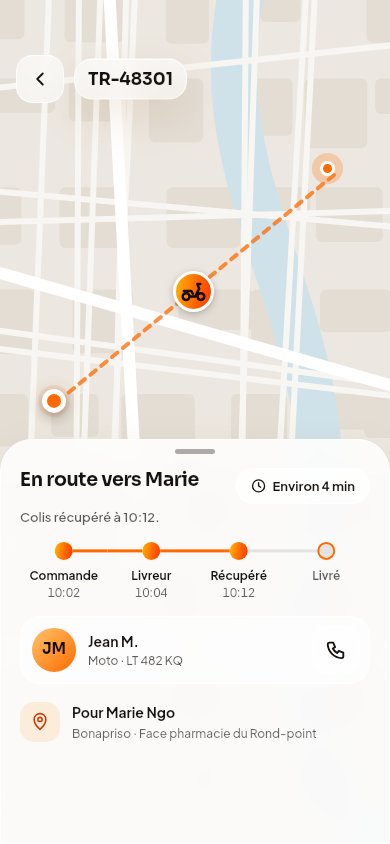 TR-48301
En route vers Marie
Environ 4 min
Colis récupéré à 10:12.
Commande
Livreur
Récupéré
Livré
10:02
10:04
10:12
JM
Jean M.
Moto · LT 482 KQ
Pour Marie Ngo
Bonapriso · Face pharmacie du Rond-point